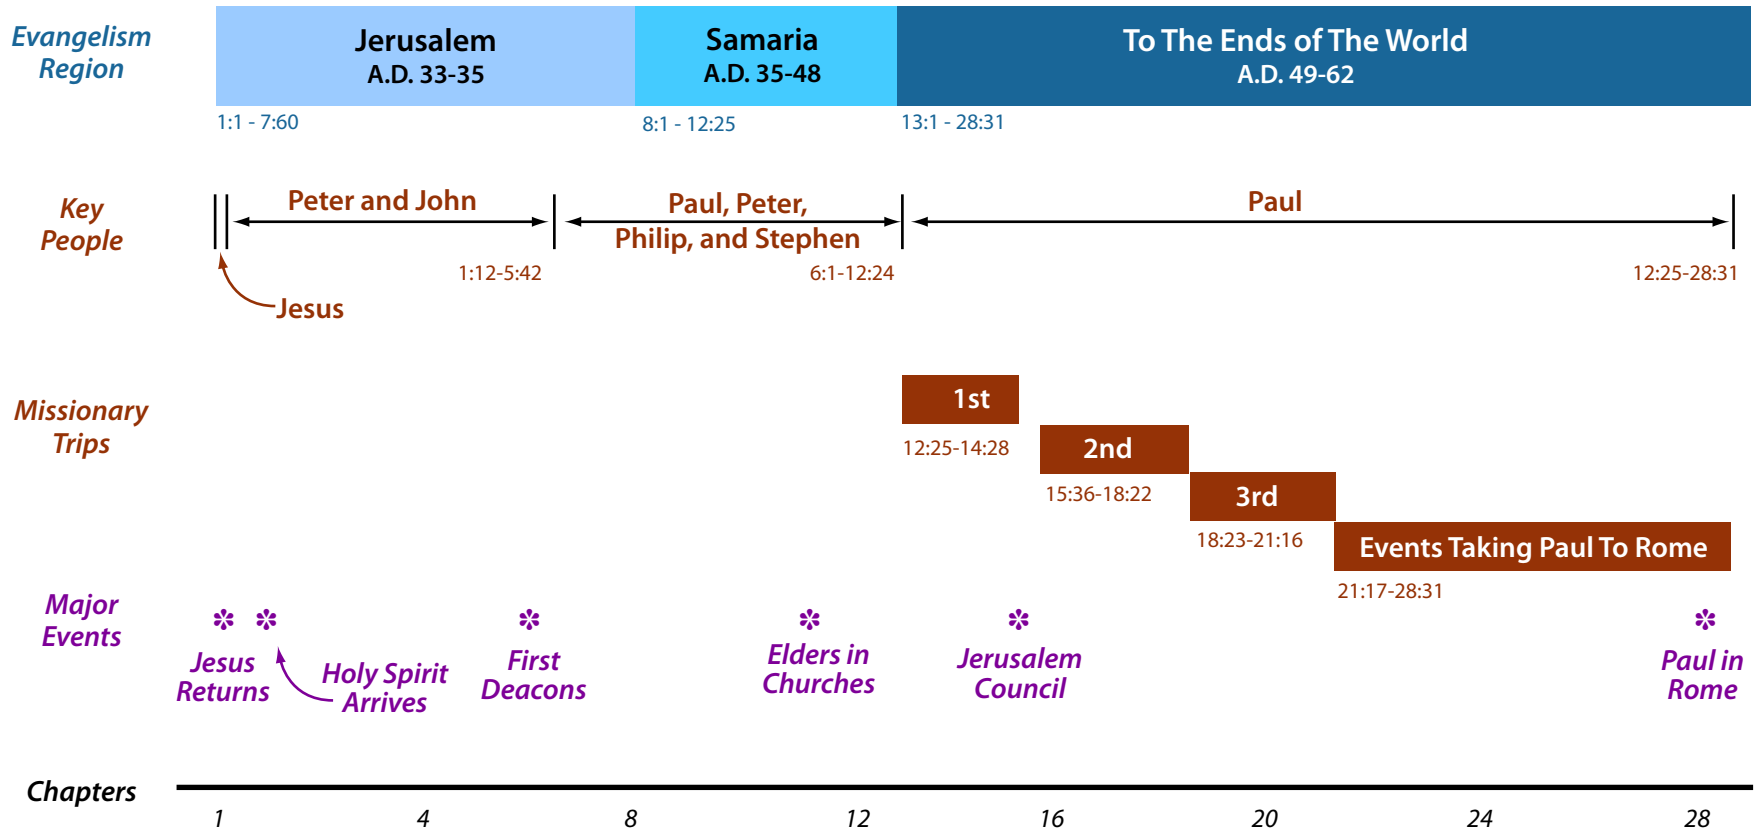 Evangelism
Region
Jerusalem
A.D. 33-35
Samaria
A.D. 35-48
To The Ends of The World
A.D. 49-62
1:1 - 7:60
8:1 - 12:25
13:1 - 28:31
Key
People
Peter and John
Paul, Peter,
Philip, and Stephen
Paul
1:12-5:42
6:1-12:24
12:25-28:31
Jesus
Missionary
Trips
1st
12:25-14:28
2nd
15:36-18:22
3rd
18:23-21:16
Events Taking Paul To Rome
21:17-28:31
Major
Events
Jesus
Returns
Holy Spirit
Arrives
First
Deacons
Elders in
Churches
Jerusalem
Council
Paul in
Rome
Chapters
1 4 8 12 16 20 24 28